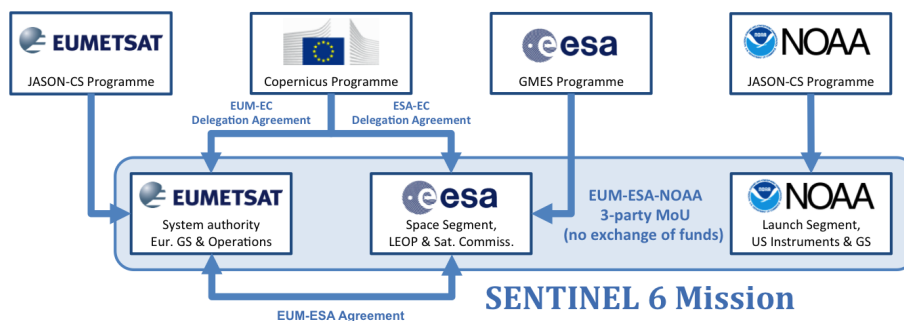 EUMETSAT
JASON-CS Programme
Copernicus Programme
esa
GMES Programme
NOAA
JASON-CS Programme
EUM-EC
Delegation Agreement
ESA-EC
Delegation Agreement
EUMETSAT
System authority
Eur. GS & Operations
esa
Space Segment,
LEOP & Sat. Commiss.
EUM-ESA-NOAA
3-party MoU
(no exchange of funds)
NOAA
Launch Segment,
US Instruments & GS
EUM-ESA Agreement
SENTINEL 6 Mission